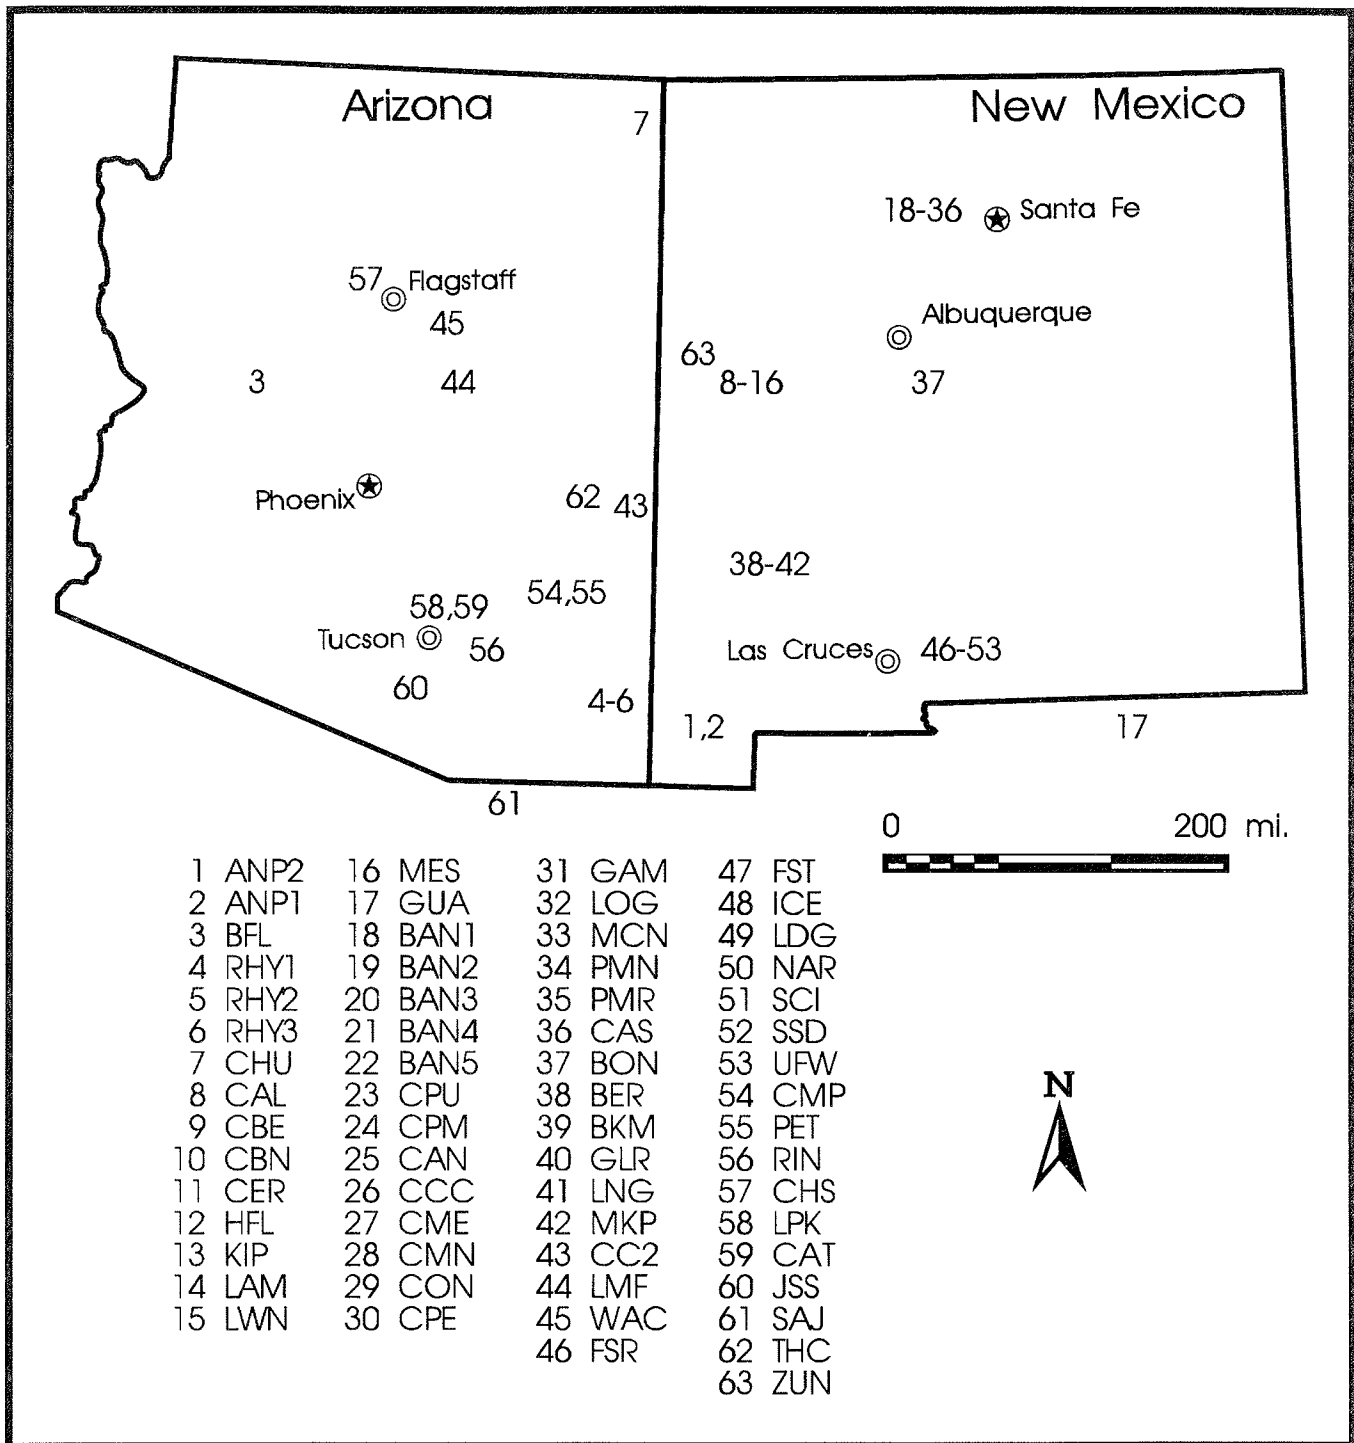 Arizona
New Mexico
7
18-36
Santa Fe
57
Flagstaff
45
Albuquerque
63
3
44
8-16
37
Phoenix
62
43
38-42
54,55
58,59
Tucson
56
Las Cruces
46-53
60
4-6
1,2
17
61
0
200 mi.
1 ANP2
2 ANP1
3 BFL
4 RHY1
5 RHY2
6 RHY3
7 CHU
8 CAL
9 CBE
10 CBN
11 CER
12 HFL
13 KIP
14 LAM
15 LWN
16 MES
17 GUA
18 BAN1
19 BAN2
20 BAN3
21 BAN4
22 BAN5
23 CPU
24 CPM
25 CAN
26 CCC
27 CME
28 CMN
29 CON
30 CPE
31 GAM
32 LOG
33 MCN
34 PMN
35 PMR
36 CAS
37 BON
38 BER
39 BKM
40 GLR
41 LNG
42 MKP
43 CC2
44 LMF
45 WAC
46 FSR
47 FST
48 ICE
49 LDG
50 NAR
51 SCI
52 SSD
53 UFW
54 CMP
55 PET
56 RIN
57 CHS
58 LPK
59 CAT
60 JSS
61 SAJ
62 THC
63 ZUN
N